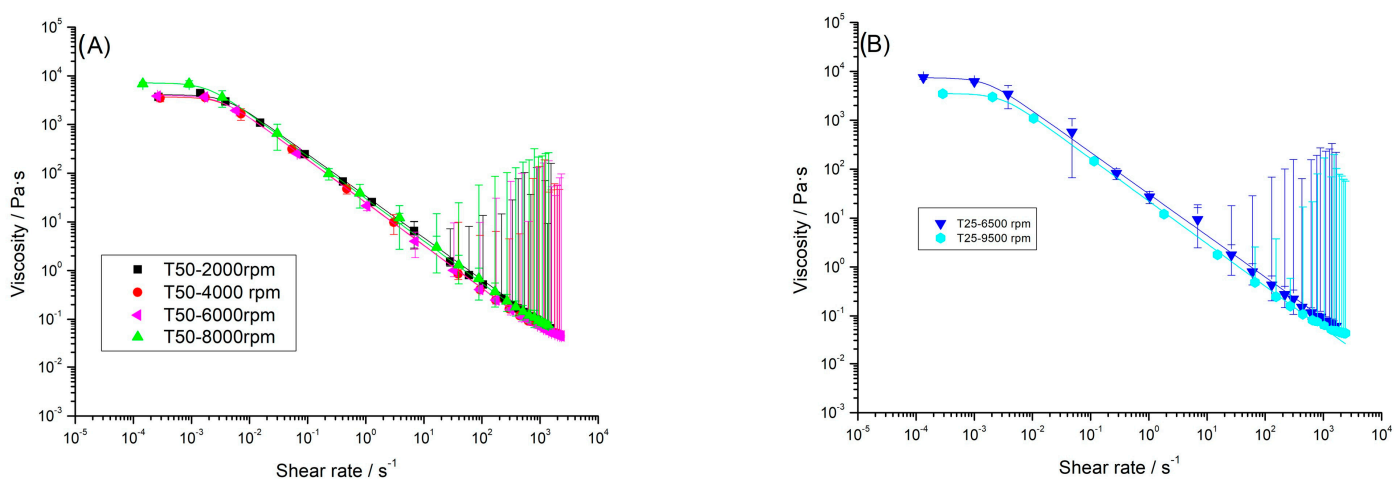 (A)
10^5
10^4
10^3
10^2
10^1
10^0
10^-1
10^-2
10^-3
Viscosity / Pa·s
T50-2000rpm
T50-4000 rpm
T50-6000rpm
T50-8000rpm
10^-5 10^-4 10^-3 10^-2 10^-1 10^0 10^1 10^2 10^3 10^4
Shear rate / s^-1
(B)
10^5
10^4
10^3
10^2
10^1
10^0
10^-1
10^-2
10^-3
Viscosity / Pa·s
T25-6500 rpm
T25-9500 rpm
10^-5 10^-4 10^-3 10^-2 10^-1 10^0 10^1 10^2 10^3 10^4
Shear rate / s^-1